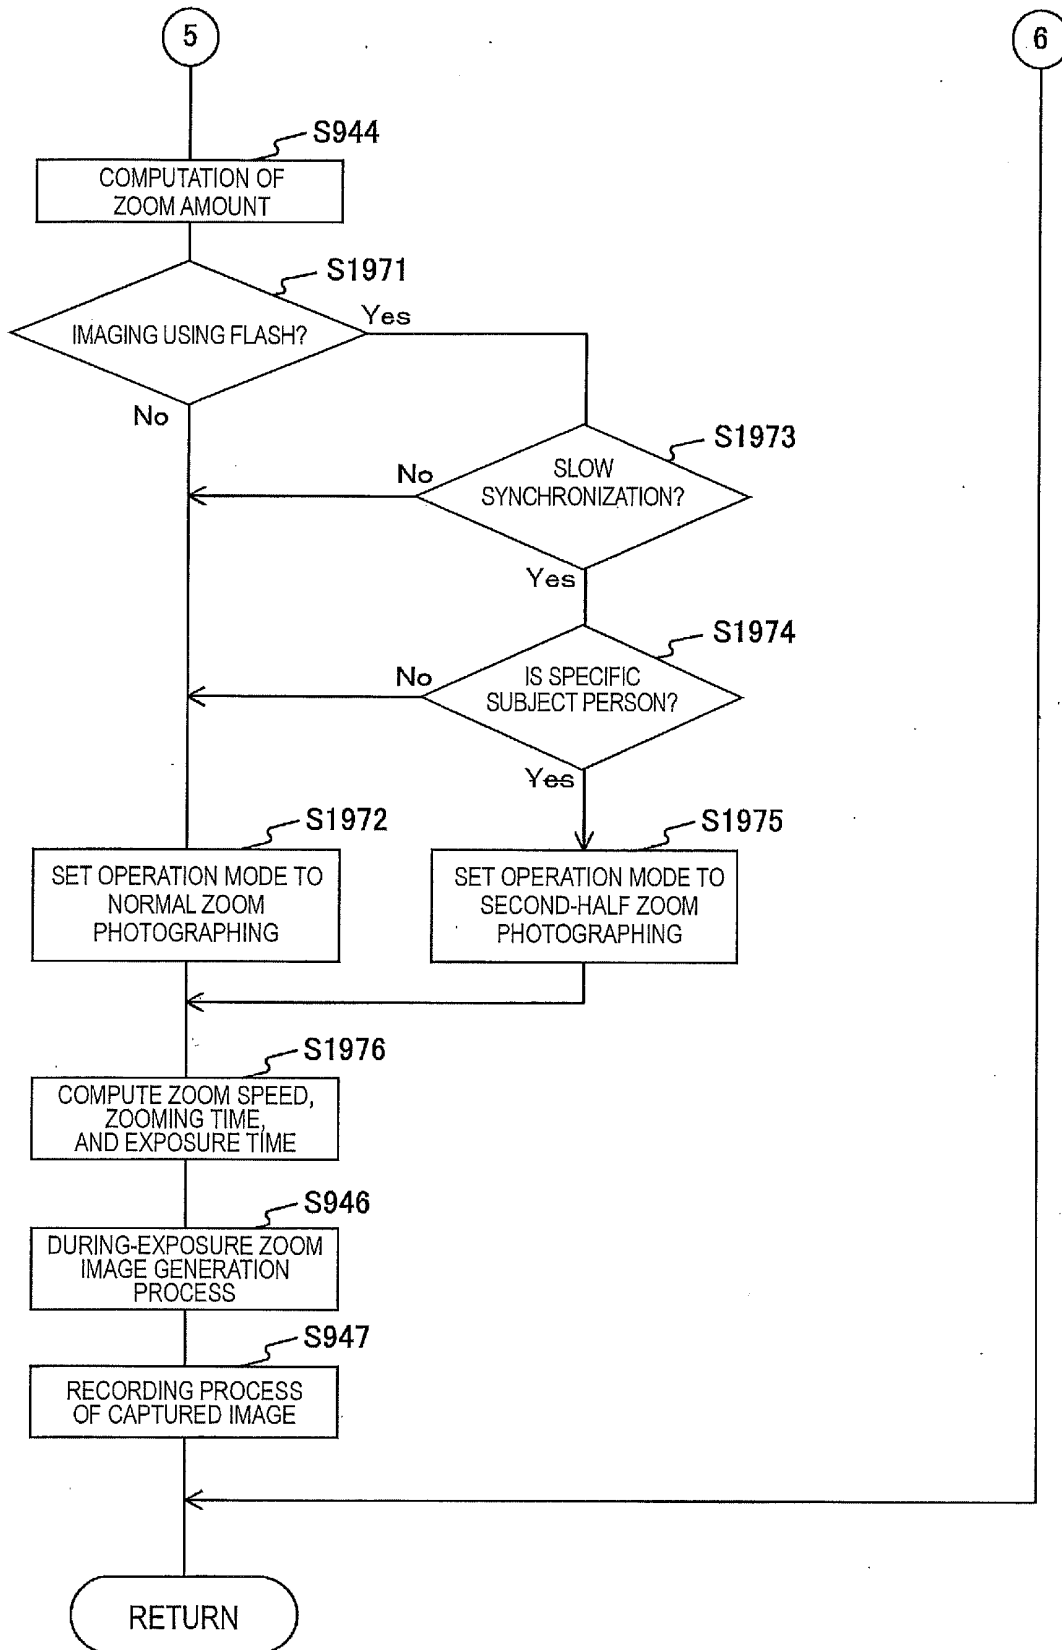 5
6
S944
COMPUTATION OF
ZOOM AMOUNT
S1971
IMAGING USING FLASH?
Yes
No
S1973
SLOW
SYNCHRONIZATION?
No
Yes
S1974
IS SPECIFIC
SUBJECT PERSON?
No
Yes
S1972
SET OPERATION MODE TO
NORMAL ZOOM
PHOTOGRAPHING
S1975
SET OPERATION MODE TO
SECOND-HALF ZOOM
PHOTOGRAPHING
S1976
COMPUTE ZOOM SPEED,
ZOOMING TIME,
AND EXPOSURE TIME
S946
DURING-EXPOSURE ZOOM
IMAGE GENERATION
PROCESS
S947
RECORDING PROCESS
OF CAPTURED IMAGE
RETURN